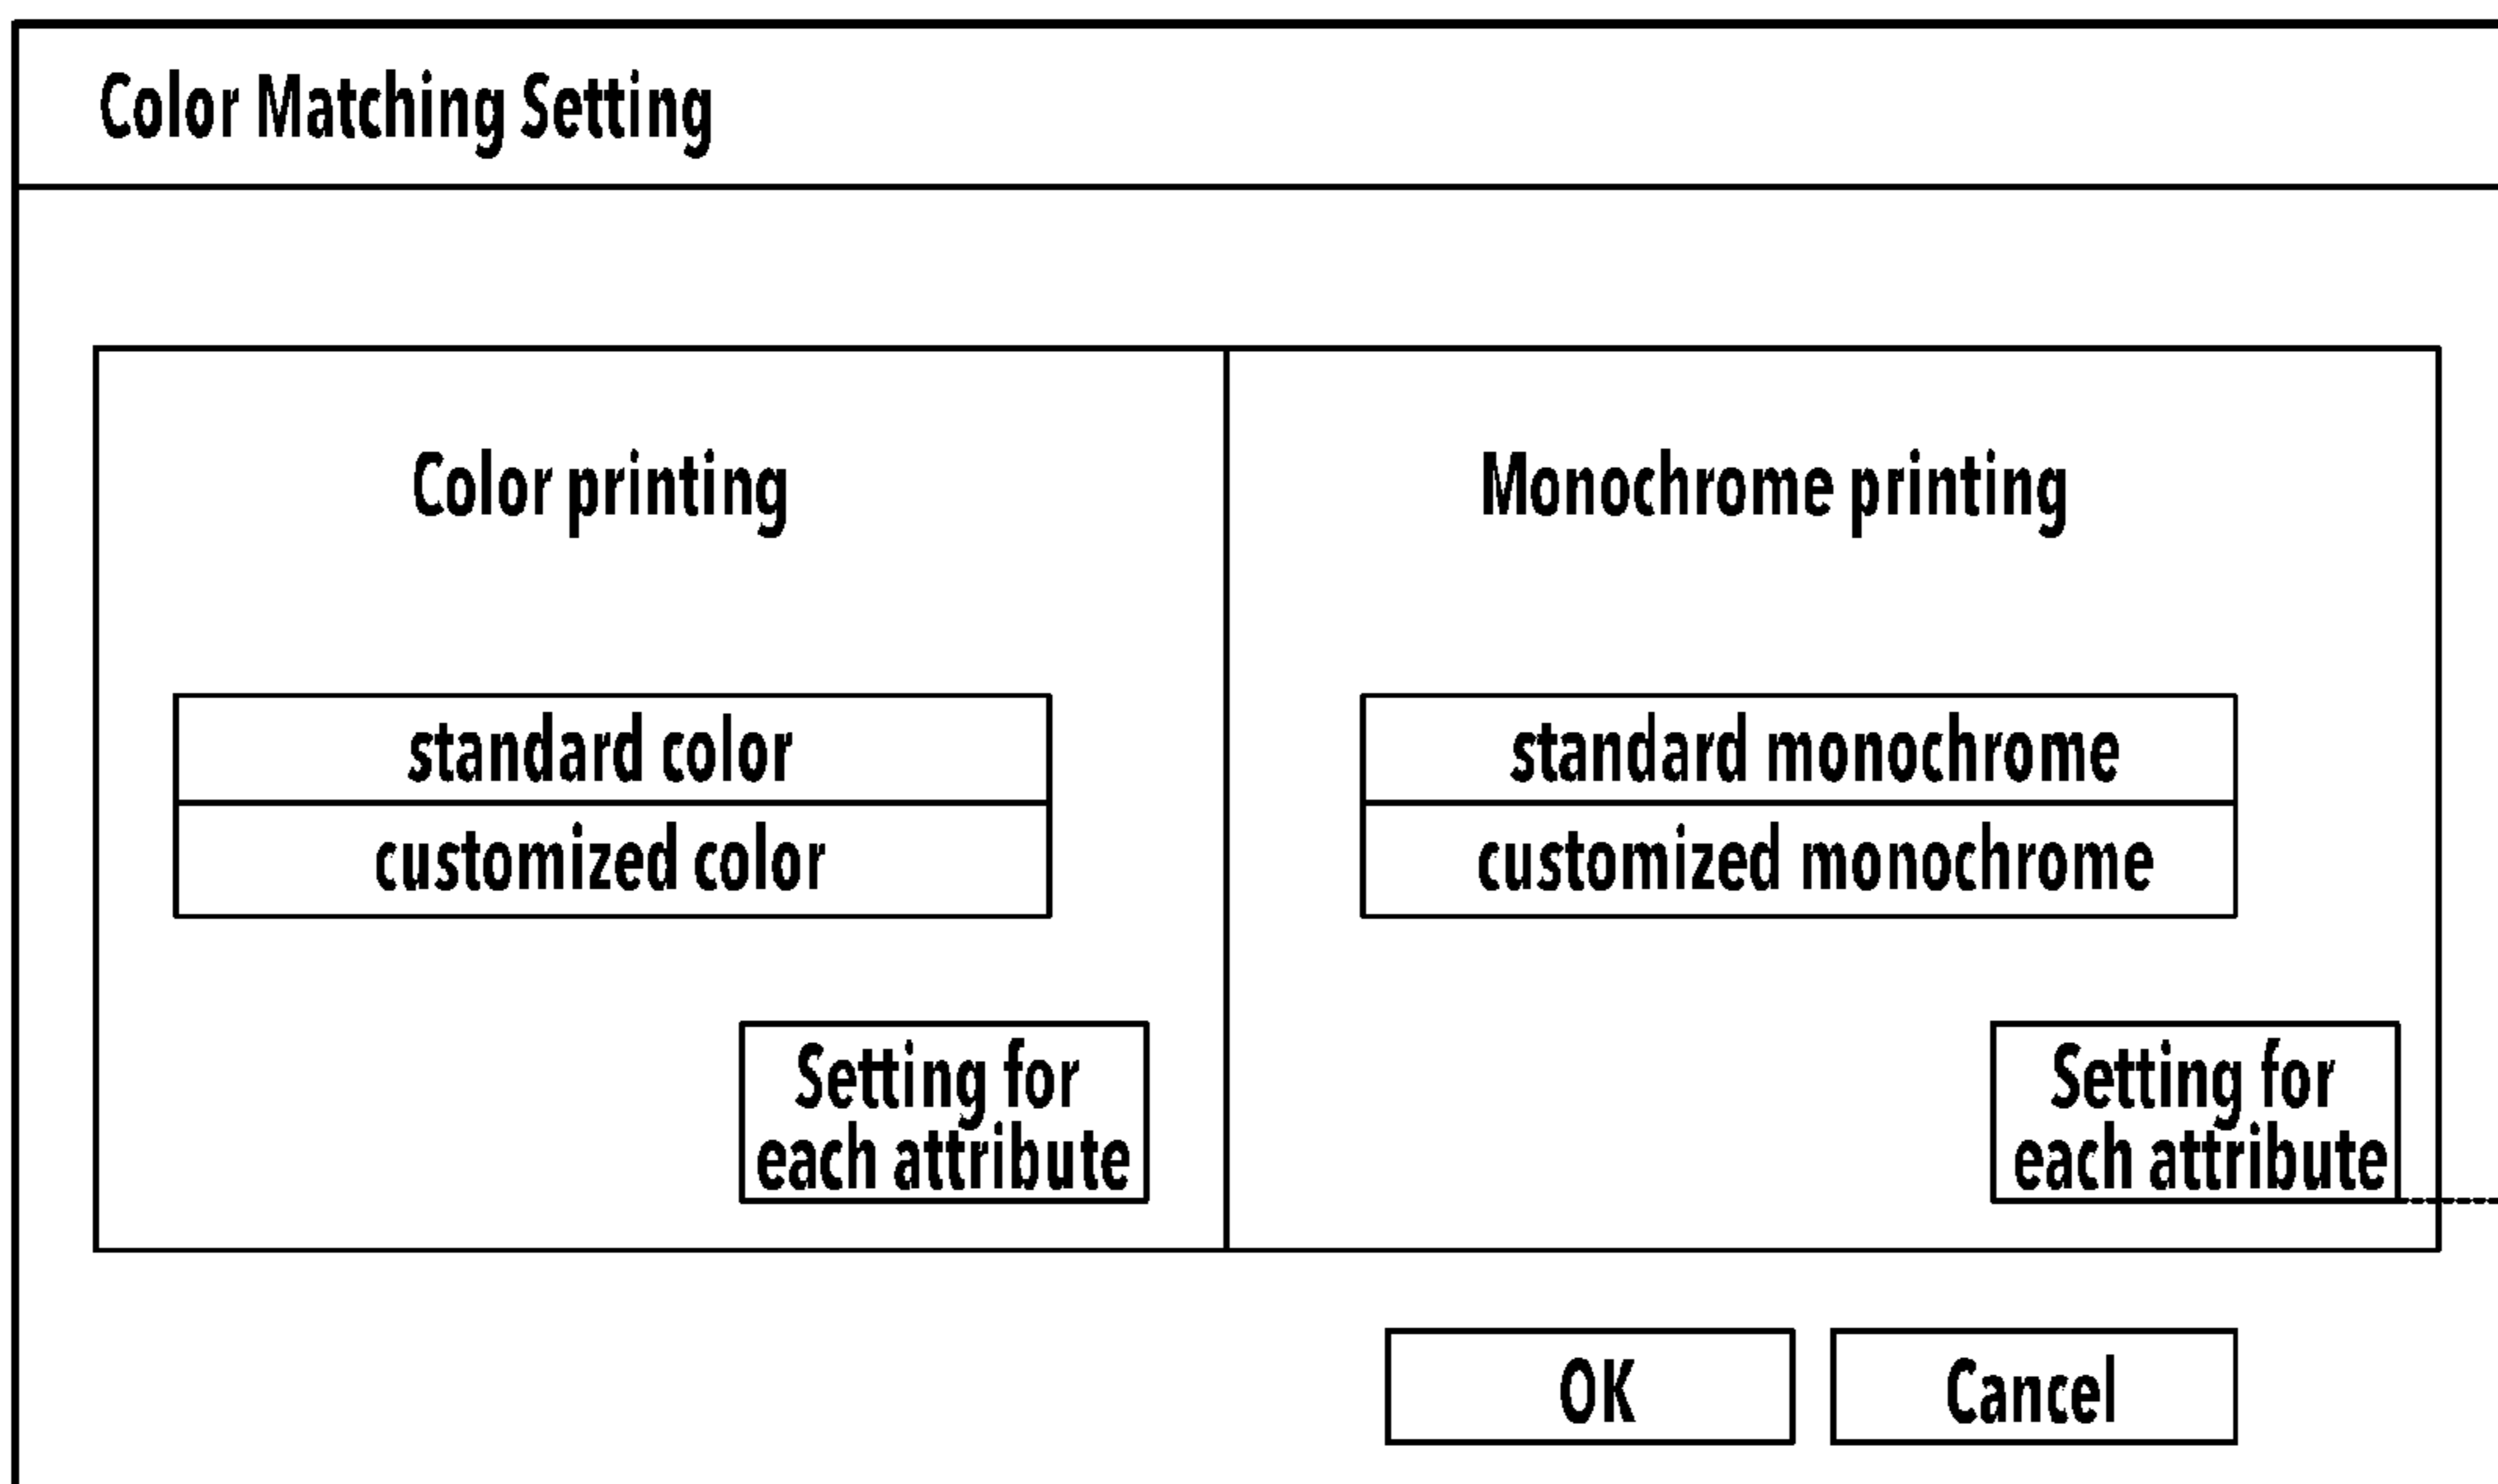 Color Matching Setting
Color printing
standard color
customized color
Setting for
each attribute
Monochrome printing
standard monochrome
customized monochrome
Setting for
each attribute
OK
Cancel